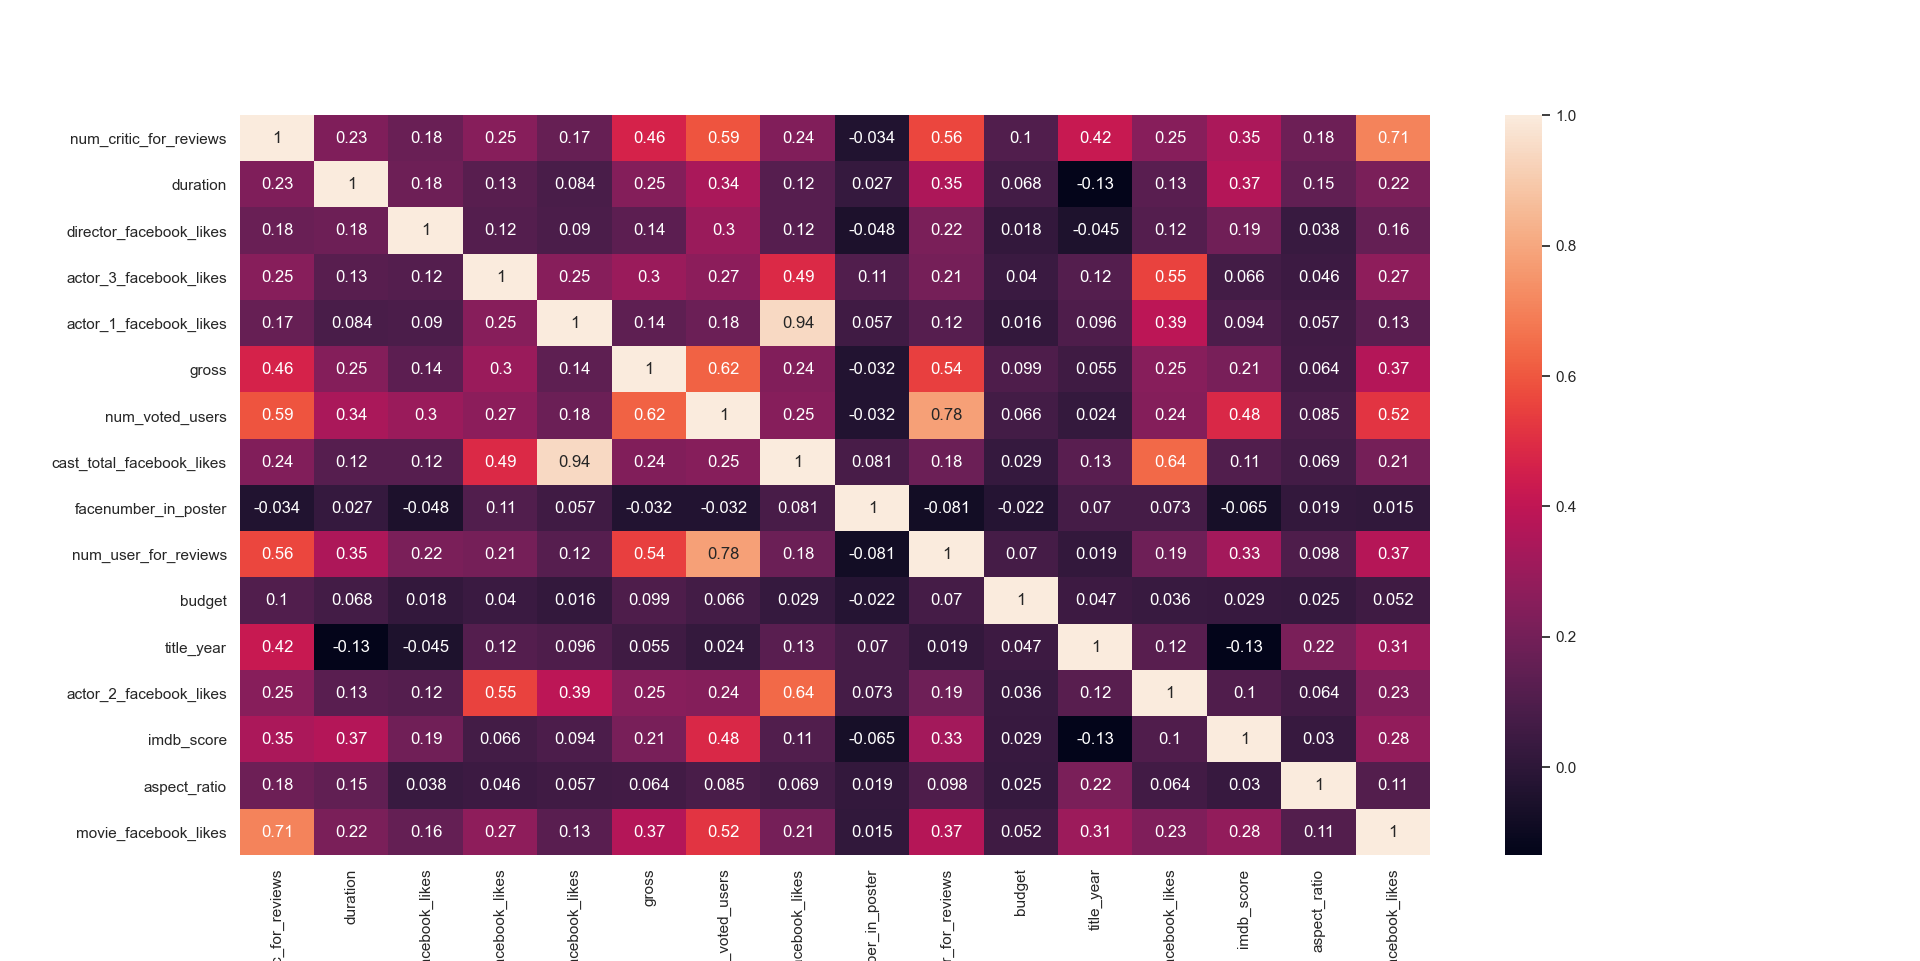 num_critic_for_reviews 1 0.23 0.18 0.25 0.17 0.46 0.59 0.24 -0.034 0.56 0.1 0.42 0.25 0.35 0.18 0.71 1.0
duration 0.23 1 0.18 0.13 0.084 0.25 0.34 0.12 0.027 0.35 0.068 -0.13 0.13 0.37 0.15 0.22
director_facebook_likes 0.18 0.18 1 0.12 0.09 0.14 0.3 0.12 -0.048 0.22 0.018 -0.045 0.12 0.19 0.038 0.16 0.8
actor_3_facebook_likes 0.25 0.13 0.12 1 0.25 0.3 0.27 0.49 0.11 0.21 0.04 0.12 0.55 0.066 0.046 0.27
actor_1_facebook_likes 0.17 0.084 0.09 0.25 1 0.14 0.18 0.94 0.057 0.12 0.016 0.096 0.39 0.094 0.057 0.13
gross 0.46 0.25 0.14 0.3 0.14 1 0.62 0.24 -0.032 0.54 0.099 0.055 0.25 0.21 0.064 0.37 0.6
num_voted_users 0.59 0.34 0.3 0.27 0.18 0.62 1 0.25 -0.032 0.78 0.066 0.024 0.24 0.48 0.085 0.52
cast_total_facebook_likes 0.24 0.12 0.12 0.49 0.94 0.24 0.25 1 0.081 0.18 0.029 0.13 0.64 0.11 0.069 0.21
facenumber_in_poster -0.034 0.027 -0.048 0.11 0.057 -0.032 -0.032 0.081 1 -0.081 -0.022 0.07 0.073 -0.065 0.019 0.015 0.4
num_user_for_reviews 0.56 0.35 0.22 0.21 0.12 0.54 0.78 0.18 -0.081 1 0.07 0.019 0.19 0.33 0.098 0.37
budget 0.1 0.068 0.018 0.04 0.016 0.099 0.066 0.029 -0.022 0.07 1 0.047 0.036 0.029 0.025 0.052
title_year 0.42 -0.13 -0.045 0.12 0.096 0.055 0.024 0.13 0.07 0.019 0.047 1 0.12 -0.13 0.22 0.31 0.2
actor_2_facebook_likes 0.25 0.13 0.12 0.55 0.39 0.25 0.24 0.64 0.073 0.19 0.036 0.12 1 0.1 0.064 0.23
imdb_score 0.35 0.37 0.19 0.066 0.094 0.21 0.48 0.11 -0.065 0.33 0.029 -0.13 0.1 1 0.03 0.28
aspect_ratio 0.18 0.15 0.038 0.046 0.057 0.064 0.085 0.069 0.019 0.098 0.025 0.22 0.064 0.03 1 0.11 0.0
movie_facebook_likes 0.71 0.22 0.16 0.27 0.13 0.37 0.52 0.21 0.015 0.37 0.052 0.31 0.23 0.28 0.11 1
_for_reviews
duration
acebook_likes
acebook_likes
acebook_likes
gross
_voted_users
acebook_likes
ber_in_poster
_for_reviews
budget
title_year
acebook_likes
imdb_score
aspect_ratio
acebook_likes